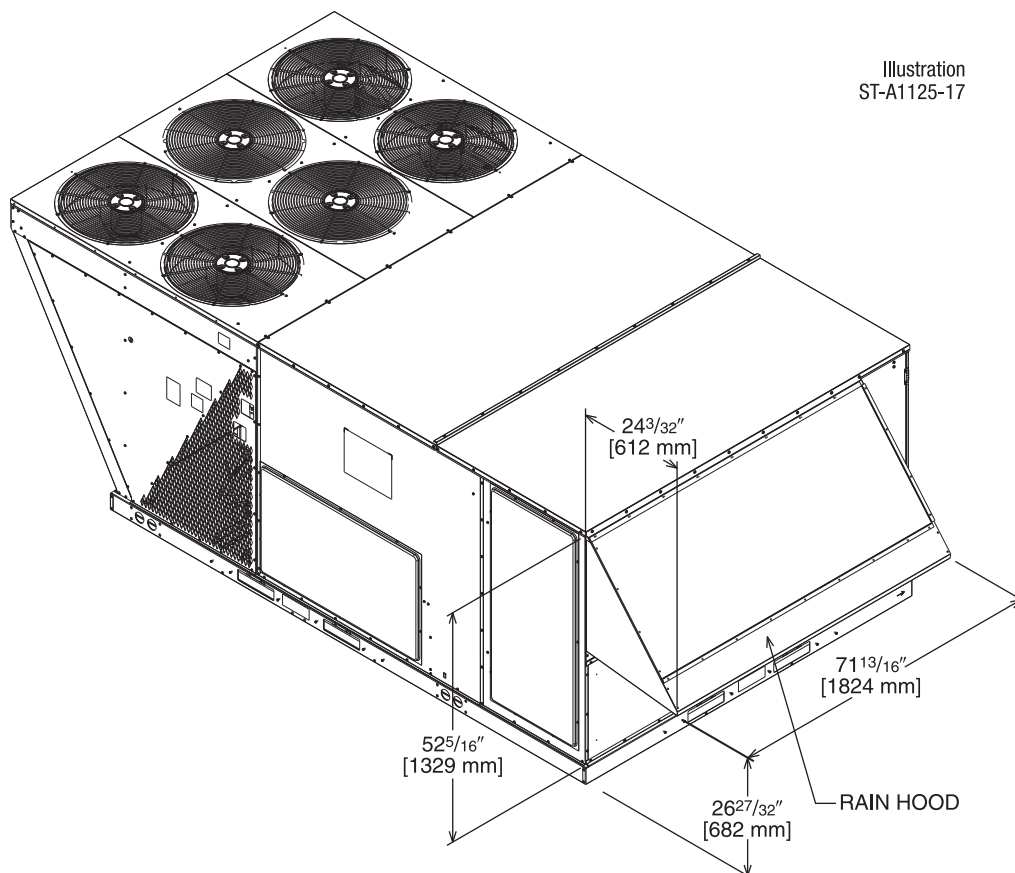 Illustration
ST-A1125-17
24 3/32"
[612 mm]
71 13/16"
[1824 mm]
52 5/16"
[1329 mm]
26 27/32"
[682 mm]
RAIN HOOD